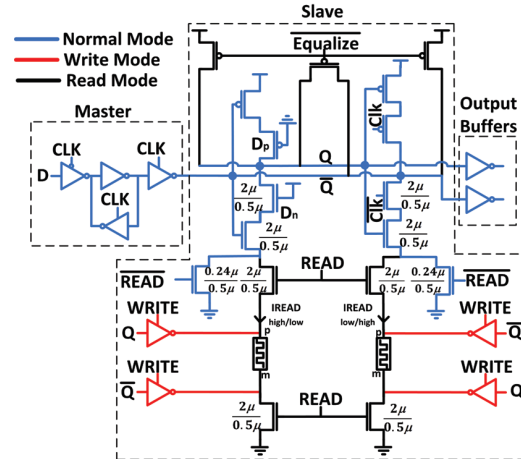 Slave
Normal Mode
Write Mode
Read Mode
Equalize
Master
Output
Buffers
CLK
CLK
D
CLK
Dp
Clk
Q
Q
Dn
Clk
2μ
0.5μ
2μ
0.5μ
2μ
0.5μ
2μ
0.5μ
READ
0.24μ
0.5μ
2μ
0.5μ
READ
2μ
0.5μ
0.24μ
0.5μ
READ
IREAD
high/low
IREAD
low/high
WRITE
Q
p
p
WRITE
Q
WRITE
Q
m
m
WRITE
Q
READ
2μ
0.5μ
2μ
0.5μ